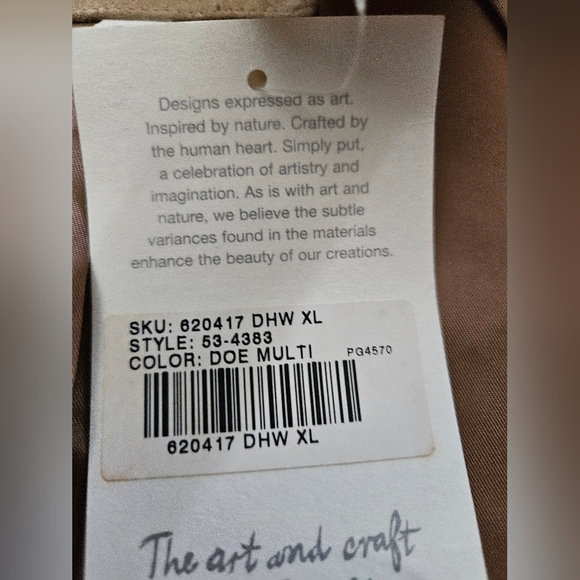 Designs expressed as art.
Inspired by nature. Crafted by
the human heart. Simply put,
a celebration of artistry and
imagination. As is with art and
nature, we believe the subtle
variances found in the materials
enhance the beauty of our creations.
SKU: 620417 DHW XL
STYLE: 53-4383
COLOR: DOE MULTI PG4570
620417 DHW XL
The art and craft